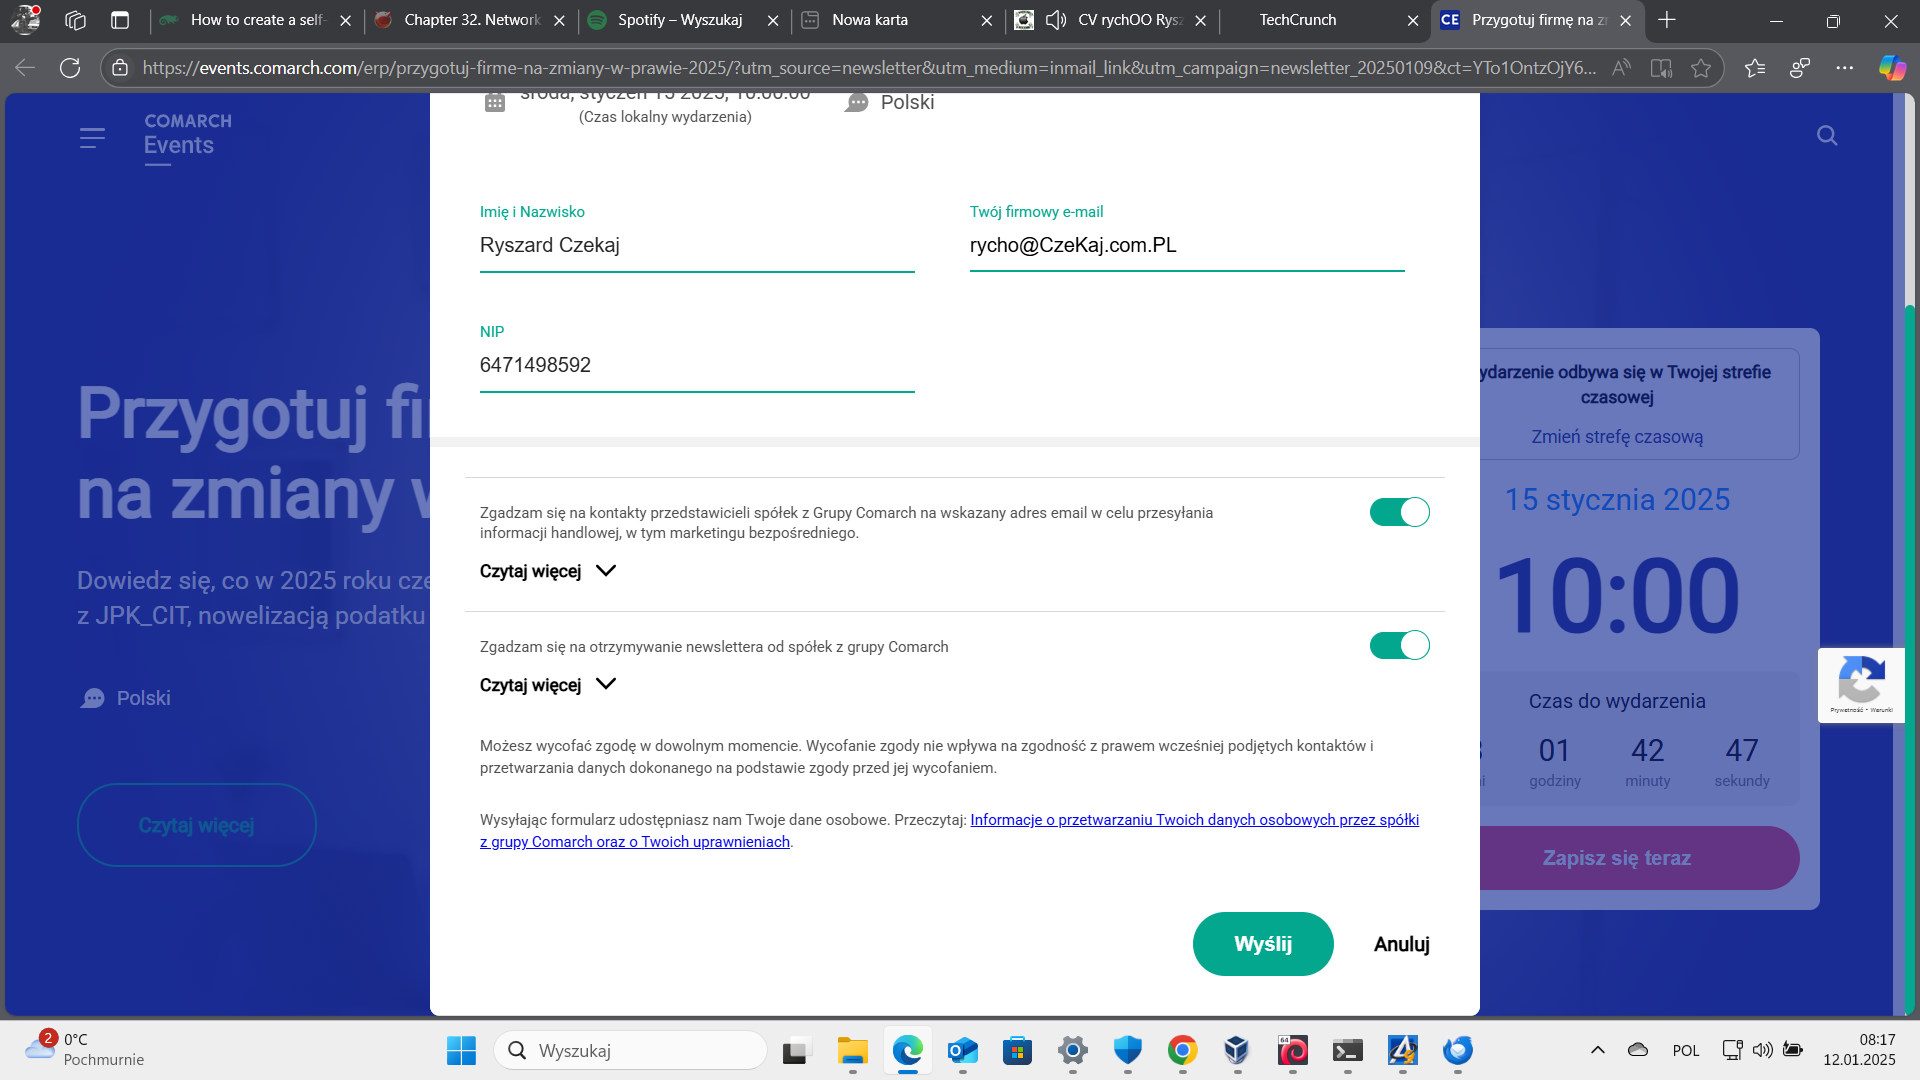 How to create a self-
Chapter 32. Network
Spotify – Wyszukaj
Nowa karta
CV rychOO Rysz
TechCrunch
CE
Przygotuj firmę na z
https://events.comarch.com/erp/przygotuj-firme-na-zmiany-w-prawie-2025/?utm_source=newsletter&utm_medium=inmail_link&utm_campaign=newsletter_20250109&ct=YTo1OntzOjY6...
COMARCH
Events
(Czas lokalny wydarzenia)
Polski
Imię i Nazwisko
Ryszard Czekaj
Twój firmowy e-mail
rycho@CzeKaj.com.PL
NIP
6471498592
Przygotuj fi
na zmiany w
Dowiedz się, co w 2025 roku cze
z JPK_CIT, nowelizacją podatku
Polski
Czytaj więcej
Zgadzam się na kontakty przedstawicieli spółek z Grupy Comarch na wskazany adres email w celu przesyłania
informacji handlowej, w tym marketingu bezpośredniego.
Czytaj więcej
Zgadzam się na otrzymywanie newslettera od spółek z grupy Comarch
Czytaj więcej
Możesz wycofać zgodę w dowolnym momencie. Wycofanie zgody nie wpływa na zgodność z prawem wcześniej podjętych kontaktów i
przetwarzania danych dokonanego na podstawie zgody przed jej wycofaniem.
Wysyłając formularz udostępniasz nam Twoje dane osobowe. Przeczytaj: Informacje o przetwarzaniu Twoich danych osobowych przez spółki
z grupy Comarch oraz o Twoich uprawnieniach.
Wyślij
Anuluj
ydarzenie odbywa się w Twojej strefie
czasowej
Zmień strefę czasową
15 stycznia 2025
10:00
Czas do wydarzenia
01
42
47
godziny
minuty
sekundy
Zapisz się teraz
Prywatność • Warunki
2
0°C
Pochmurnie
Wyszukaj
64
POL
08:17
12.01.2025